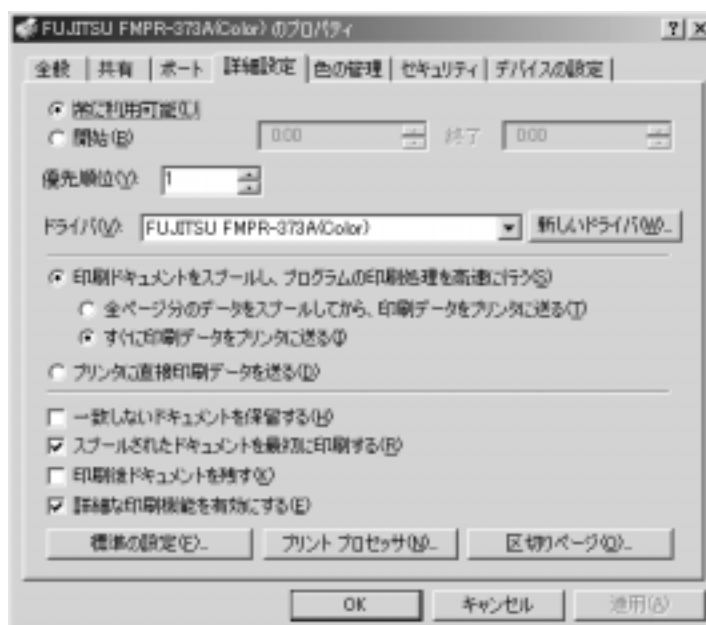 FUJITSU FMPR-373A(Color) のプロパティ
全般 共有 ポート 詳細設定 色の管理 セキュリティ デバイスの設定
常に利用可能(L)
開始(B) 0:00 終了 0:00
優先順位(Y): 1
ドライバ(V): FUJITSU FMPR-373A(Color) 新しいドライバ(W)...
印刷ドキュメントをスプールし、プログラムの印刷処理を高速に行う(S)
全ページ分のデータをスプールしてから、印刷データをプリンタに送る(T)
すぐに印刷データをプリンタに送る(I)
プリンタに直接印刷データを送る(D)
一致しないドキュメントを保留する(H)
スプールされたドキュメントを最初に印刷する(R)
印刷後ドキュメントを残す(K)
詳細な印刷機能を有効にする(E)
標準の設定(F)... プリント プロセッサ(N)... 区切りページ(O)...
OK キャンセル 適用(A)